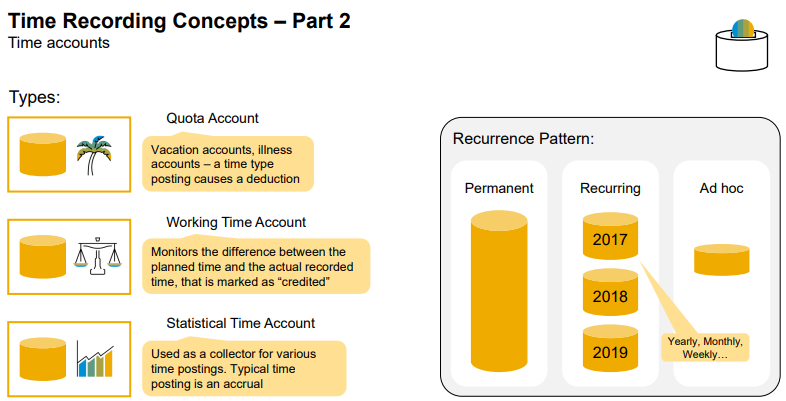 Time Recording Concepts – Part 2
Time accounts
Types:
Quota Account
Vacation accounts, illness
accounts – a time type
posting causes a deduction
Working Time Account
Monitors the difference between the
planned time and the actual recorded
time, that is marked as “credited”
Statistical Time Account
Used as a collector for various
time postings. Typical time
posting is an accrual
Recurrence Pattern:
Permanent
Recurring
2017
2018
2019
Yearly, Monthly,
Weekly…
Ad hoc